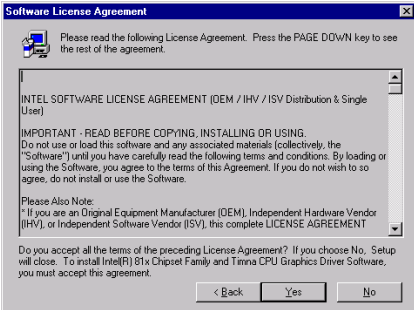 Software License Agreement
Please read the following License Agreement. Press the PAGE DOWN key to see
the rest of the agreement.
INTEL SOFTWARE LICENSE AGREEMENT (OEM / IHV / ISV Distribution & Single
User)
IMPORTANT - READ BEFORE COPYING, INSTALLING OR USING.
Do not use or load this software and any associated materials (collectively, the
"Software") until you have carefully read the following terms and conditions. By loading or
using the Software, you agree to the terms of this Agreement. If you do not wish to so
agree, do not install or use the Software.
Please Also Note:
* If you are an Original Equipment Manufacturer (OEM), Independent Hardware Vendor
(IHV), or Independent Software Vendor (ISV), this complete LICENSE AGREEMENT
Do you accept all the terms of the preceding License Agreement? If you choose No, Setup
will close. To install Intel(R) 81x Chipset Family and Timna CPU Graphics Driver Software,
you must accept this agreement.
< Back Yes No